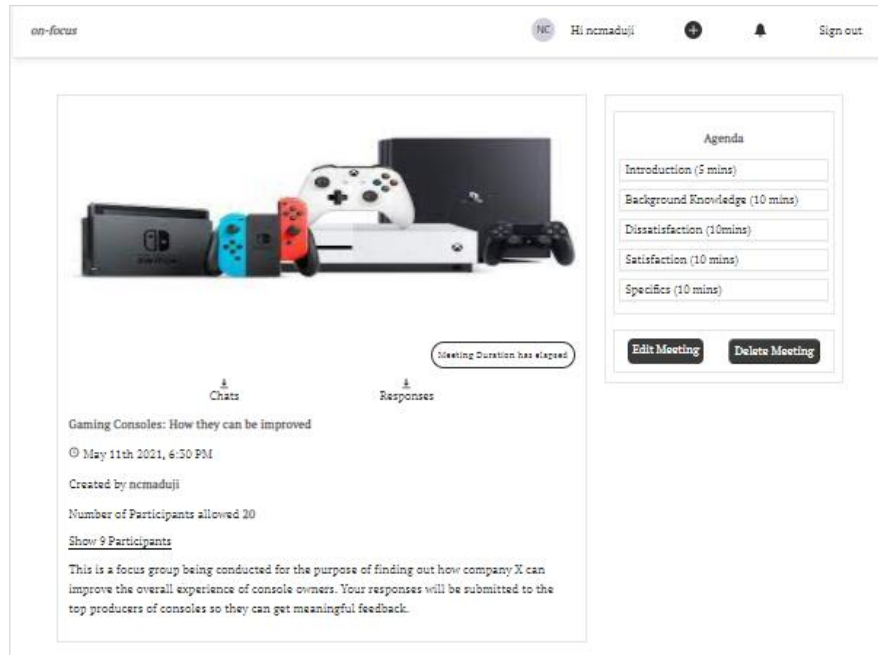 on-focus
NC Hi ncmaduji Sign out
Meeting Duration has elapsed
Chats Responses
Gaming Consoles: How they can be improved
May 11th 2021, 6:30 PM
Created by ncmaduji
Number of Participants allowed 20
Show 9 Participants
This is a focus group being conducted for the purpose of finding out how company X can
improve the overall experience of console owners. Your responses will be submitted to the
top producers of consoles so they can get meaningful feedback.
Agenda
Introduction (5 mins)
Background Knowledge (10 mins)
Dissatisfaction (10mins)
Satisfaction (10 mins)
Specifics (10 mins)
Edit Meeting Delete Meeting